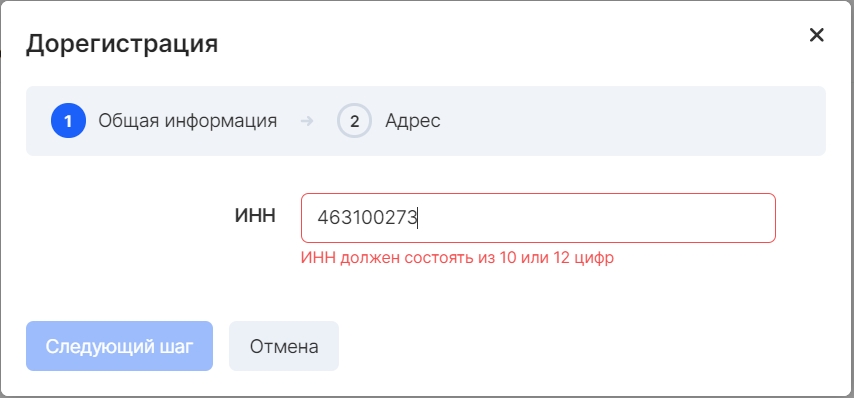 Дорегистрация
1 Общая информация → 2 Адрес
ИНН 463100273
ИНН должен состоять из 10 или 12 цифр
Следующий шаг Отмена